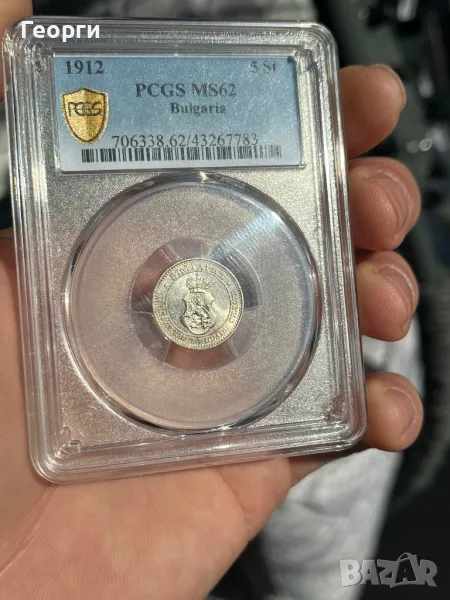 Георги
1912 5 St
PCGS MS62
PCGS
Bulgaria
706338.62/43267783
BAZAR